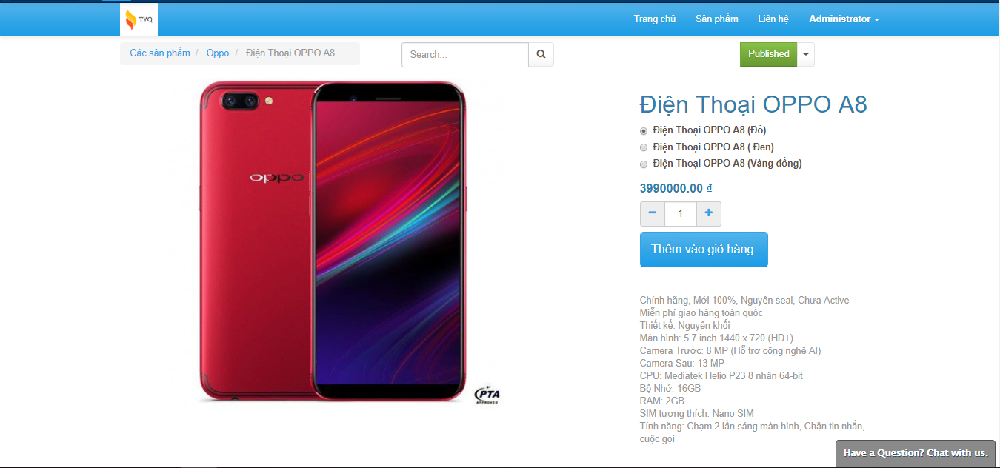 TYQ
Trang chủ
Sản phẩm
Liên hệ
Administrator
Các sản phẩm / Oppo / Điện Thoại OPPO A8
Search...
Published
oppo
PTA
APPROVED
Điện Thoại OPPO A8
Điện Thoại OPPO A8 (Đỏ)
Điện Thoại OPPO A8 ( Đen)
Điện Thoại OPPO A8 (Vàng đồng)
3990000.00 ₫
− 1 +
Thêm vào giỏ hàng
Chính hãng, Mới 100%, Nguyên seal, Chưa Active
Miễn phí giao hàng toàn quốc
Thiết kế: Nguyên khối
Màn hình: 5.7 inch 1440 x 720 (HD+)
Camera Trước: 8 MP (Hỗ trợ công nghệ AI)
Camera Sau: 13 MP
CPU: Mediatek Helio P23 8 nhân 64-bit
Bộ Nhớ: 16GB
RAM: 2GB
SIM tương thích: Nano SIM
Tính năng: Chạm 2 lần sáng màn hình, Chặn tin nhắn,
cuộc gọi
Have a Question? Chat with us.